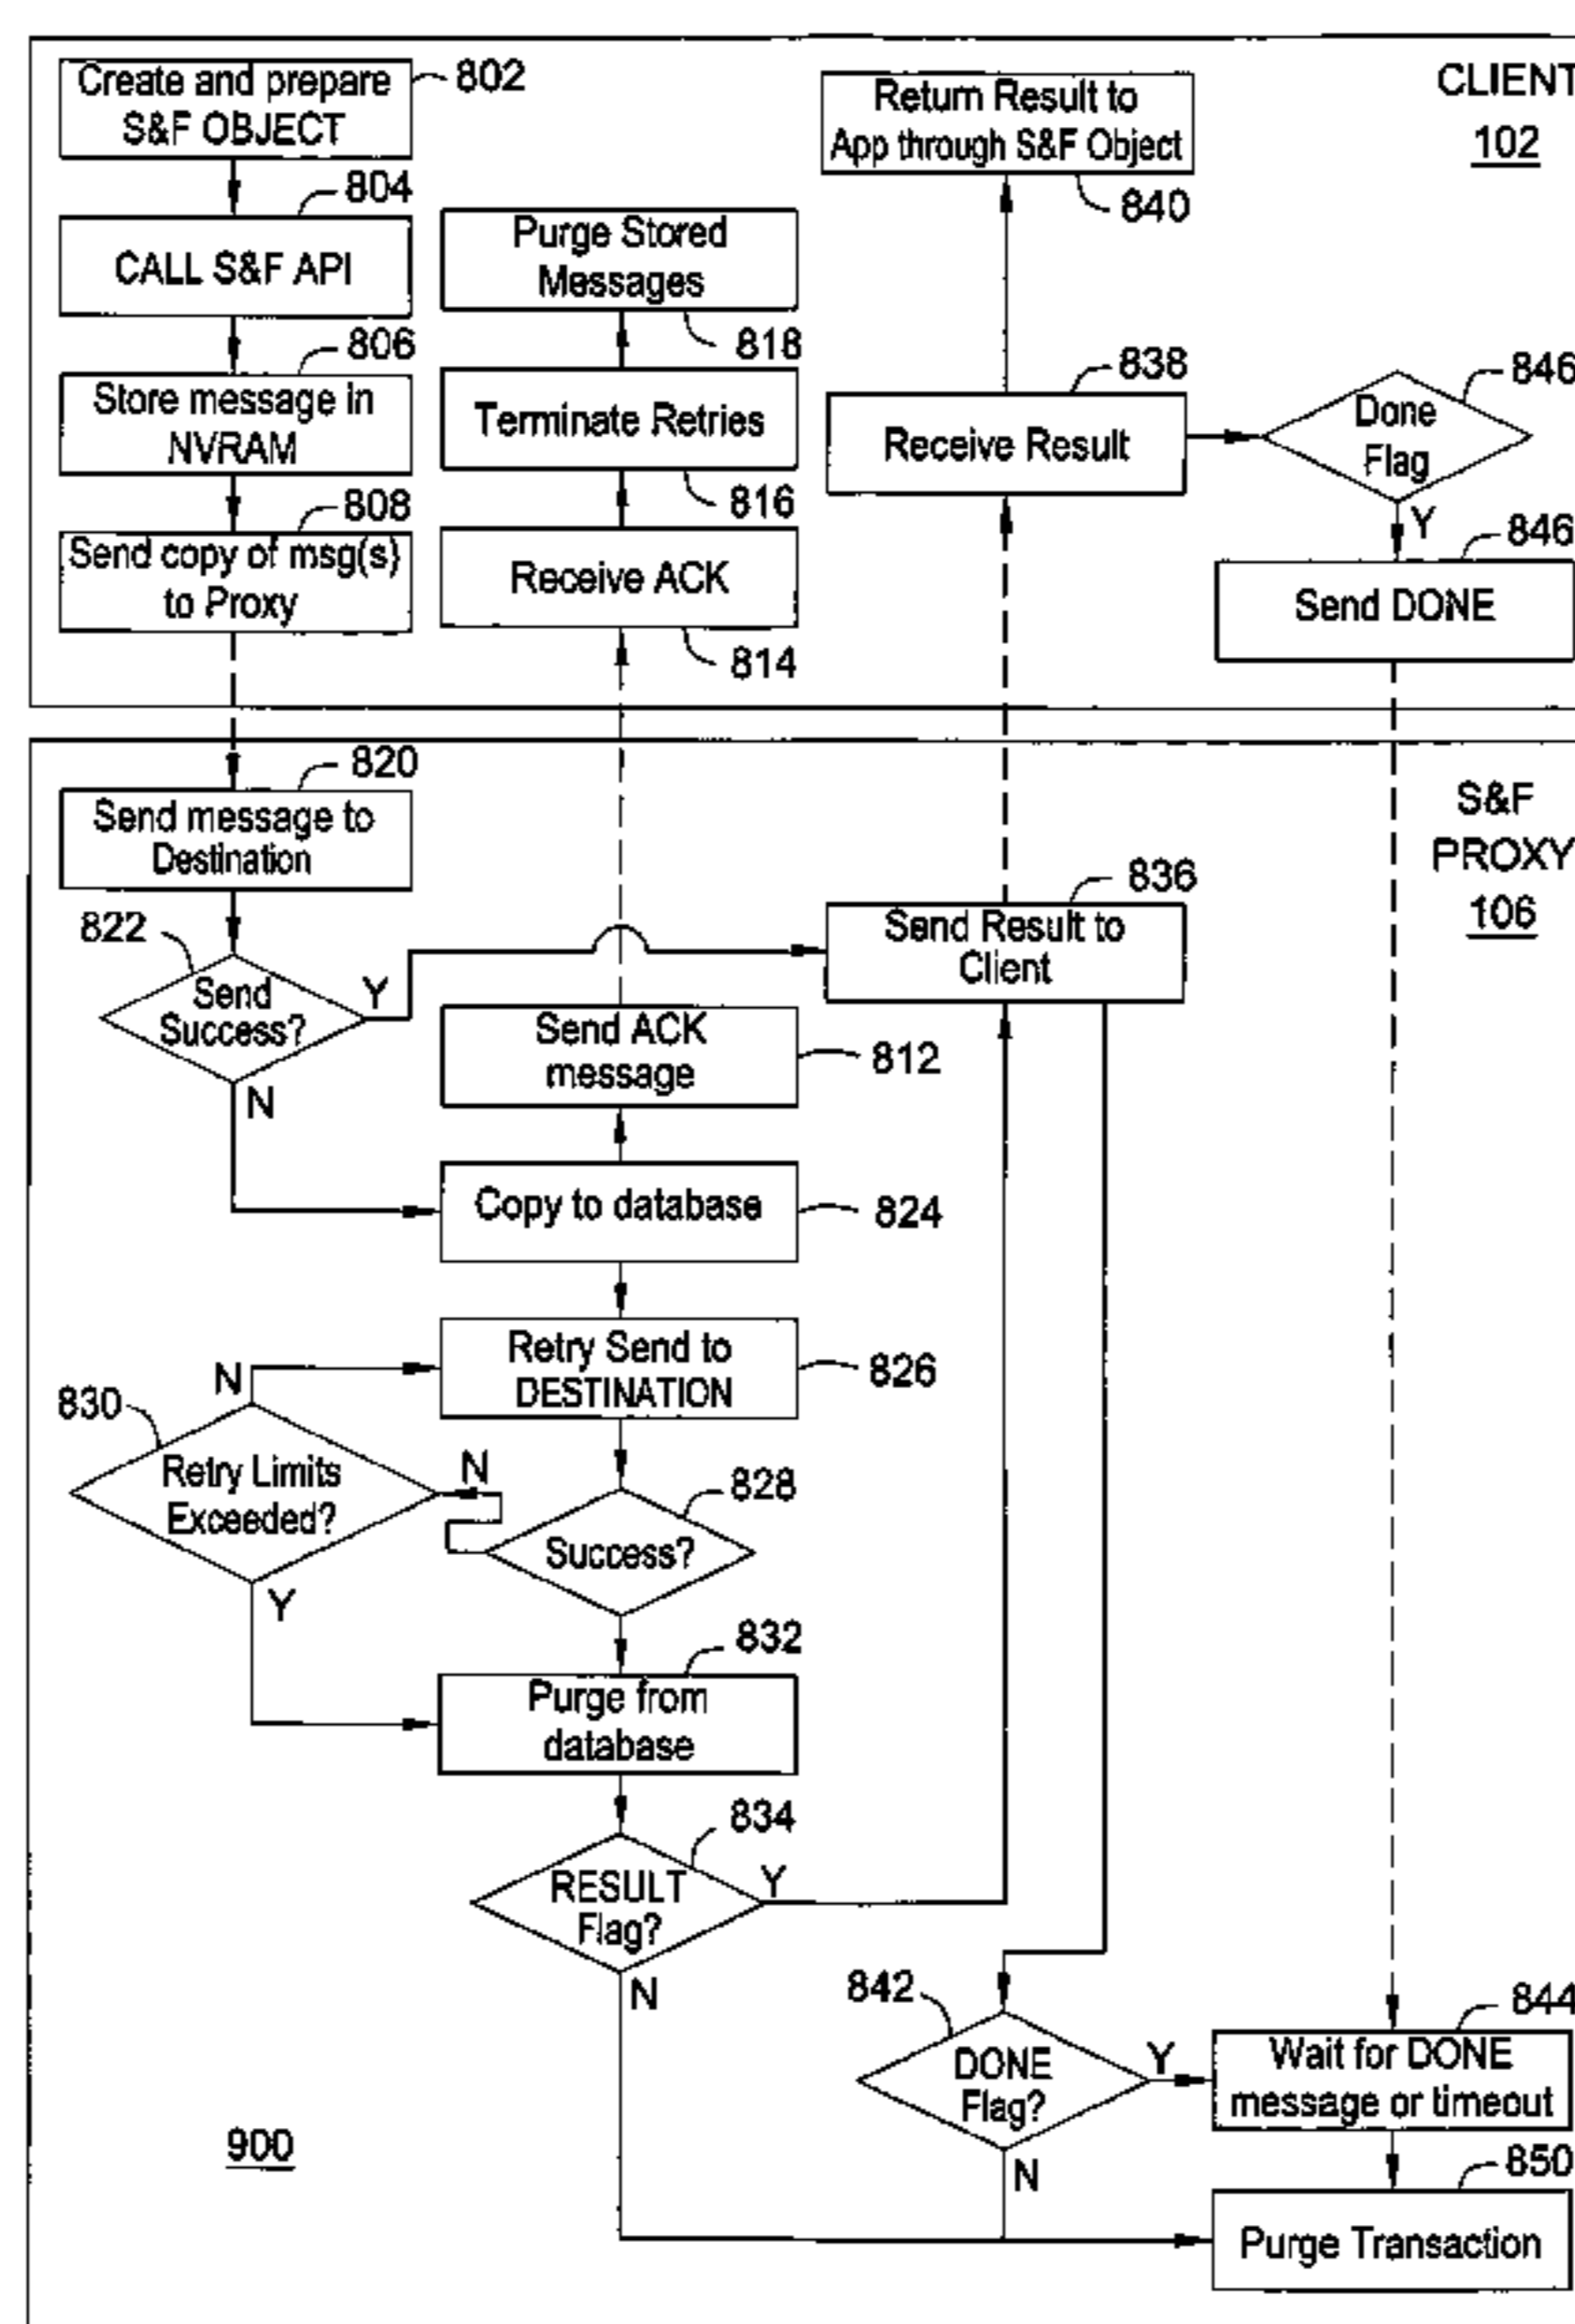 Create and prepare
S&F OBJECT
802
804
CALL S&F API
806
Store message in
NVRAM
808
Send copy of msg(s)
to Proxy
Purge Stored
Messages
818
Terminate Retries
816
Receive ACK
814
Return Result to
App through S&F Object
840
CLIENT
102
838
Receive Result
846
Done
Flag
Y
846
Send DONE
820
Send message to
Destination
822
Send
Success?
Y
N
S&F
PROXY
106
836
Send Result to
Client
Send ACK
message
812
Copy to database
824
Retry Send to
DESTINATION
826
N
830
Retry Limits
Exceeded?
N
Y
828
Success?
832
Purge from
database
834
RESULT
Flag?
Y
N
842
DONE
Flag?
Y
N
844
Wait for DONE
message or timeout
850
Purge Transaction
900